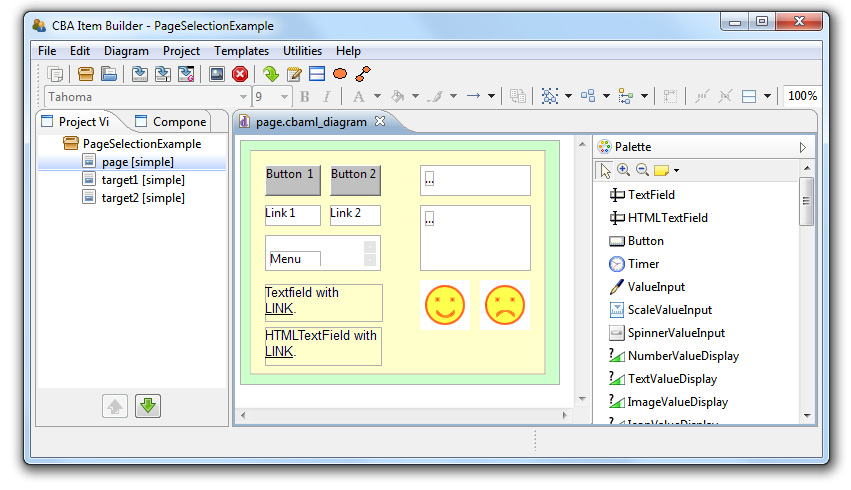 CBA Item Builder - PageSelectionExample
File Edit Diagram Project Templates Utilities Help
Tahoma 9 B I A 100%
Project Vi Compone
PageSelectionExample
page [simple]
target1 [simple]
target2 [simple]
page.cbaml_diagram
Button 1 Button 2 ...
Link 1 Link 2 ...
Menu
Textfield with
LINK.
HTMLTextField with
LINK.
Palette
TextField
HTMLTextField
Button
Timer
ValueInput
ScaleValueInput
SpinnerValueInput
NumberValueDisplay
TextValueDisplay
ImageValueDisplay
IconValueDisplay